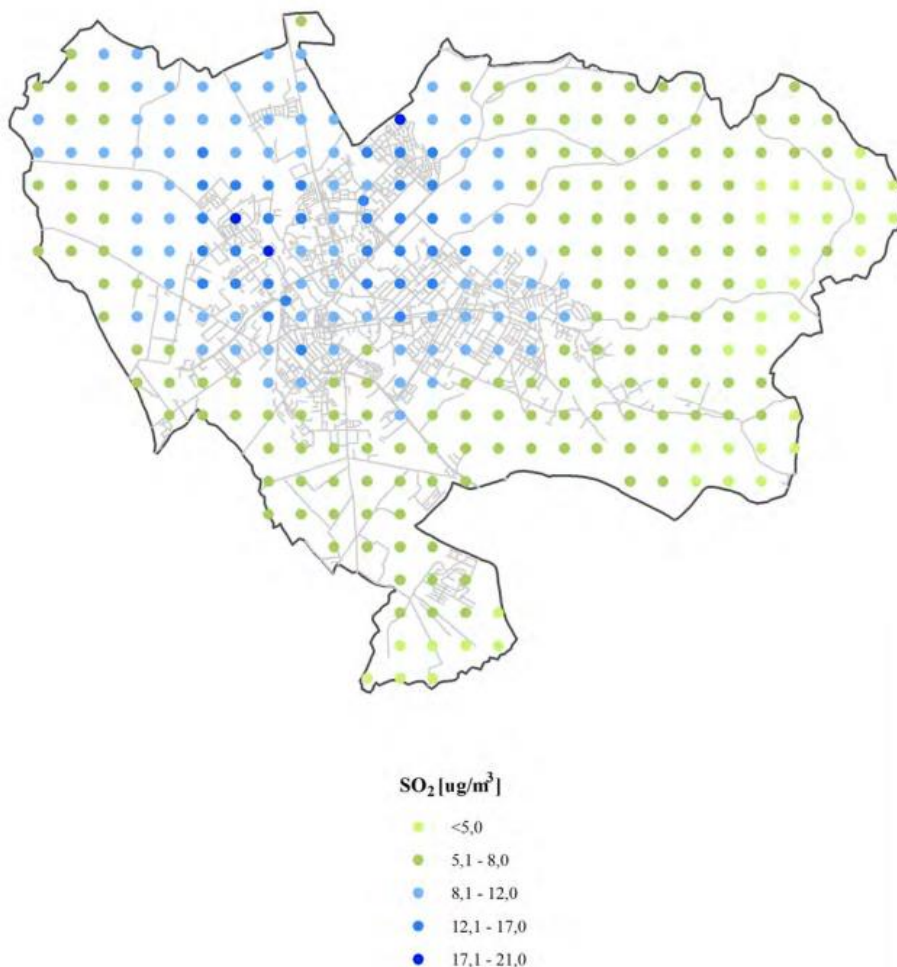 SO₂ [ug/m³]
<5,0
5,1 - 8,0
8,1 - 12,0
12,1 - 17,0
17,1 - 21,0